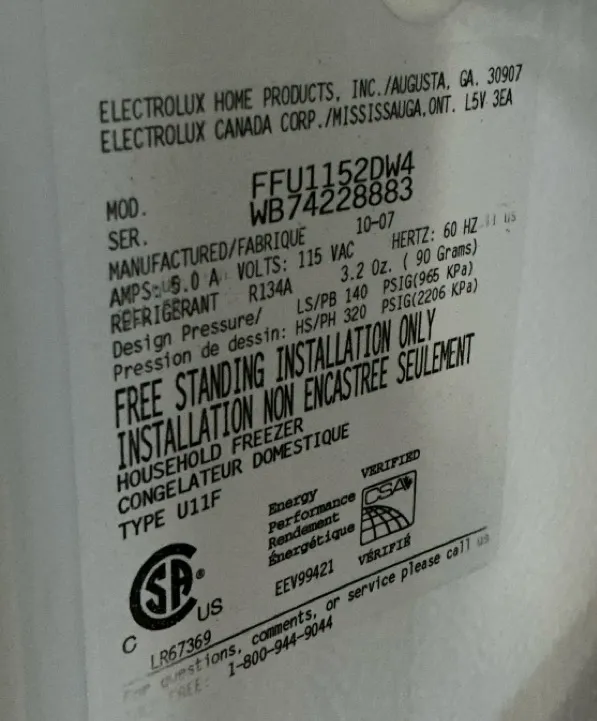 ELECTROLUX HOME PRODUCTS, INC./AUGUSTA, GA. 30907
ELECTROLUX CANADA CORP./MISSISSAUGA,ONT. L5V 3EA
MOD. FFU1152DW4
SER. WB74228883
MANUFACTURED/FABRIQUE 10-07
AMPS: 5.0 A VOLTS: 115 VAC HERTZ: 60 HZ
REFRIGERANT R134A 3.2 Oz. ( 90 Grams)
Design Pressure/ LS/PB 140 PSIG(965 KPa)
Pression de dessin: HS/PH 320 PSIG(2206 KPa)
FREE STANDING INSTALLATION ONLY
INSTALLATION NON ENCASTREE SEULEMENT
HOUSEHOLD FREEZER
CONGELATEUR DOMESTIQUE
TYPE U11F
Energy
Performance
Rendement
Énergétique
EEV99421
VERIFIED
CSA
VÉRIFIÉ
CSA®
C US
LR67369
For questions, comments, or service please call us
FREE: 1-800-944-9044